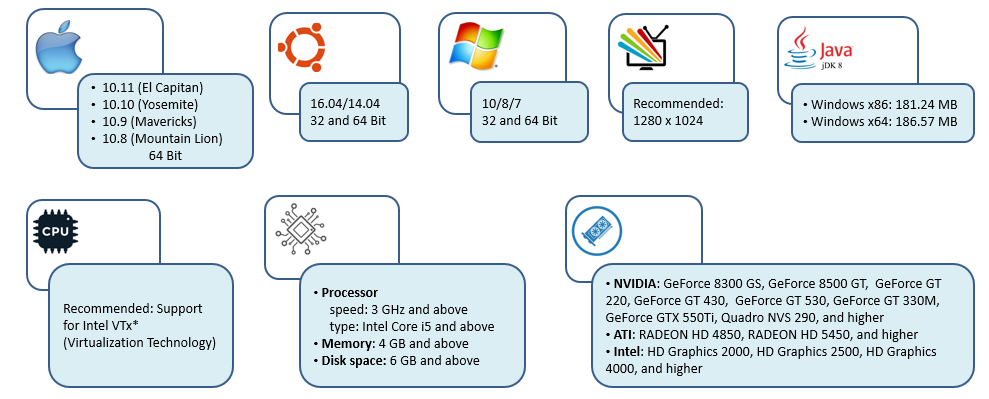 • 10.11 (El Capitan)
• 10.10 (Yosemite)
• 10.9 (Mavericks)
• 10.8 (Mountain Lion)
64 Bit
16.04/14.04
32 and 64 Bit
10/8/7
32 and 64 Bit
Recommended:
1280 x 1024
Java
jDK 8
• Windows x86: 181.24 MB
• Windows x64: 186.57 MB
CPU
Recommended: Support
for Intel VTx*
(Virtualization Technology)
• Processor
speed: 3 GHz and above
type: Intel Core i5 and above
• Memory: 4 GB and above
• Disk space: 6 GB and above
• NVIDIA: GeForce 8300 GS, GeForce 8500 GT, GeForce GT
220, GeForce GT 430, GeForce GT 530, GeForce GT 330M,
GeForce GTX 550Ti, Quadro NVS 290, and higher
• ATI: RADEON HD 4850, RADEON HD 5450, and higher
• Intel: HD Graphics 2000, HD Graphics 2500, HD Graphics
4000, and higher